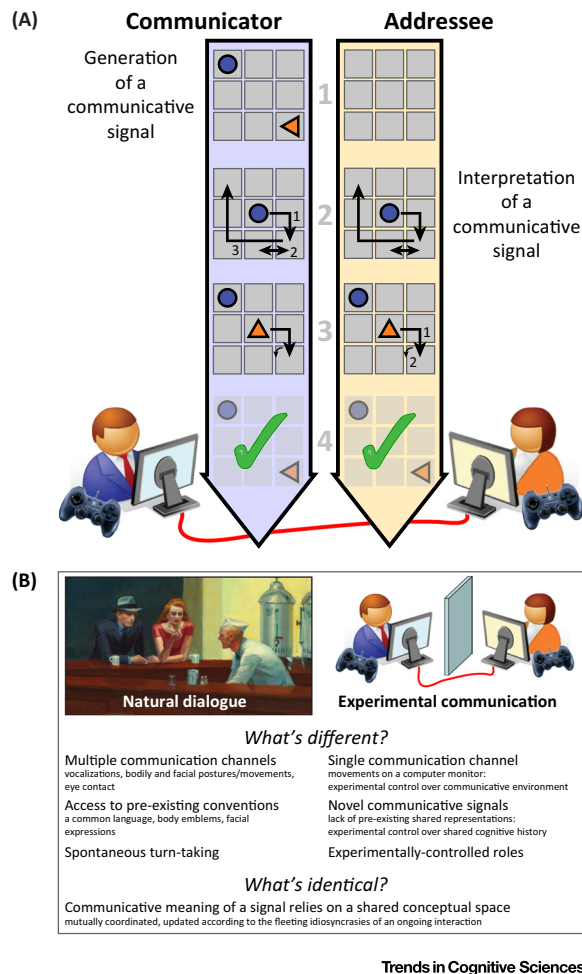 (A)
Communicator
Addressee
Generation
of a
communicative
signal
1
Interpretation
of a
communicative
signal
1
2
3
2
3
1
2
3
4
(B)
Natural dialogue
Experimental communication
What's different?
Multiple communication channels
vocalizations, bodily and facial postures/movements,
eye contact
Single communication channel
movements on a computer monitor:
experimental control over communicative environment
Access to pre-existing conventions
a common language, body emblems, facial
expressions
Novel communicative signals
lack of pre-existing shared representations:
experimental control over shared cognitive history
Spontaneous turn-taking
Experimentally-controlled roles
What's identical?
Communicative meaning of a signal relies on a shared conceptual space
mutually coordinated, updated according to the fleeting idiosyncrasies of an ongoing interaction
Trends in Cognitive Sciences